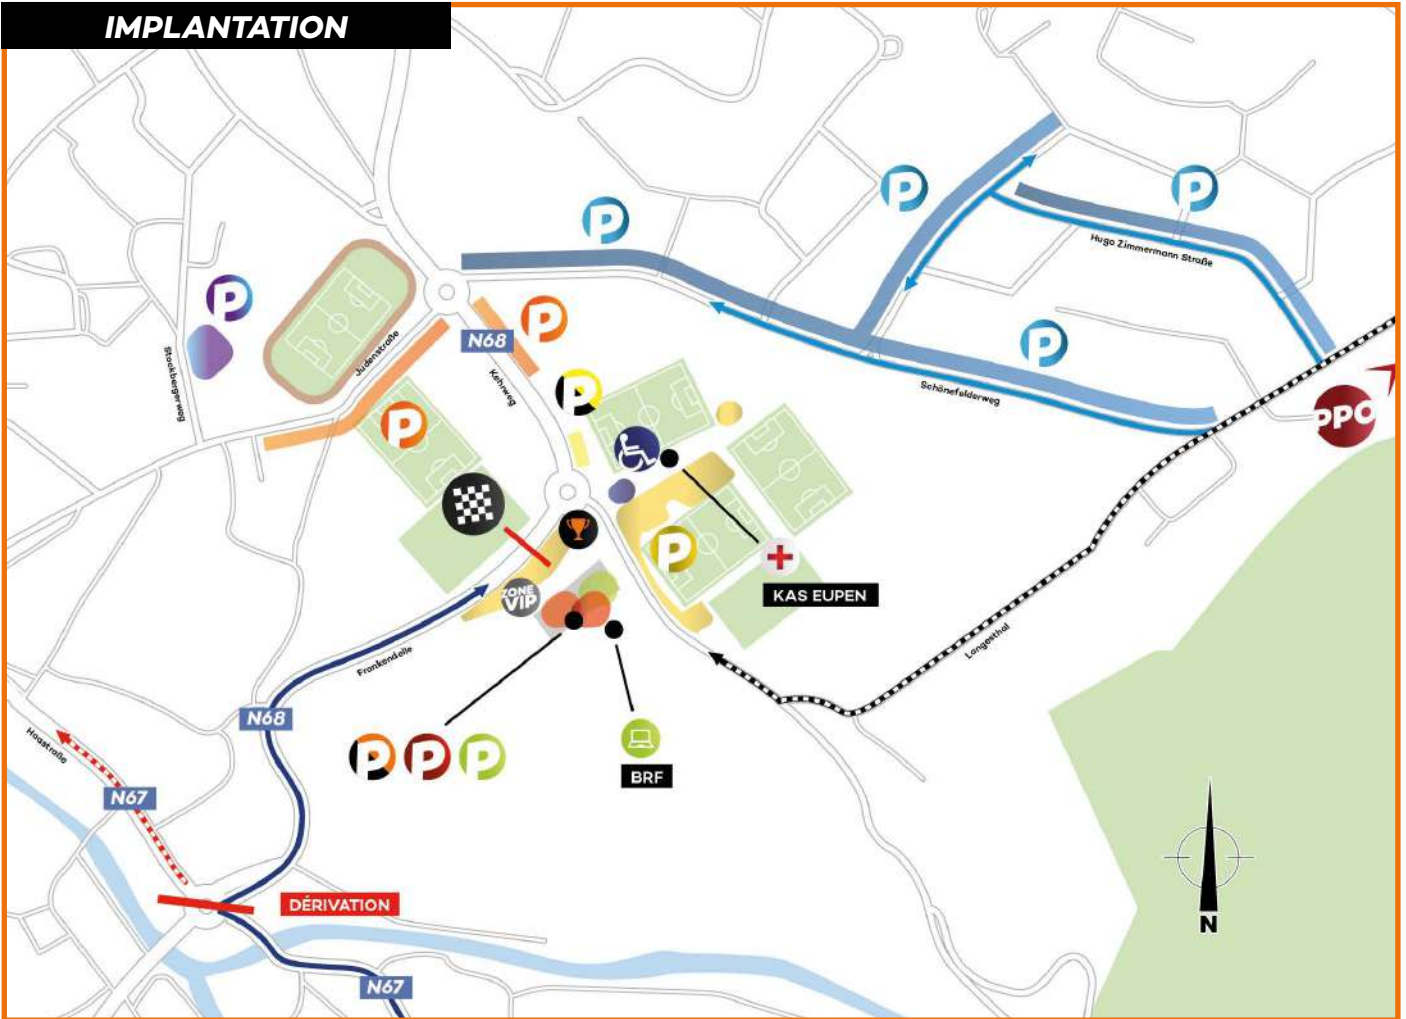 IMPLANTATION
P
P
P
Hugo Zimmermann Straße
P
P
N68
Judenstraße
Stockbergerweg
Kehrweg
P
P
Schönefelderweg
PPO
P
P
KAS EUPEN
ZONE
VIP
Langesthal
Frankendelle
N68
P P P
BRF
Haasstraße
N67
DÉRIVATION
N
N67